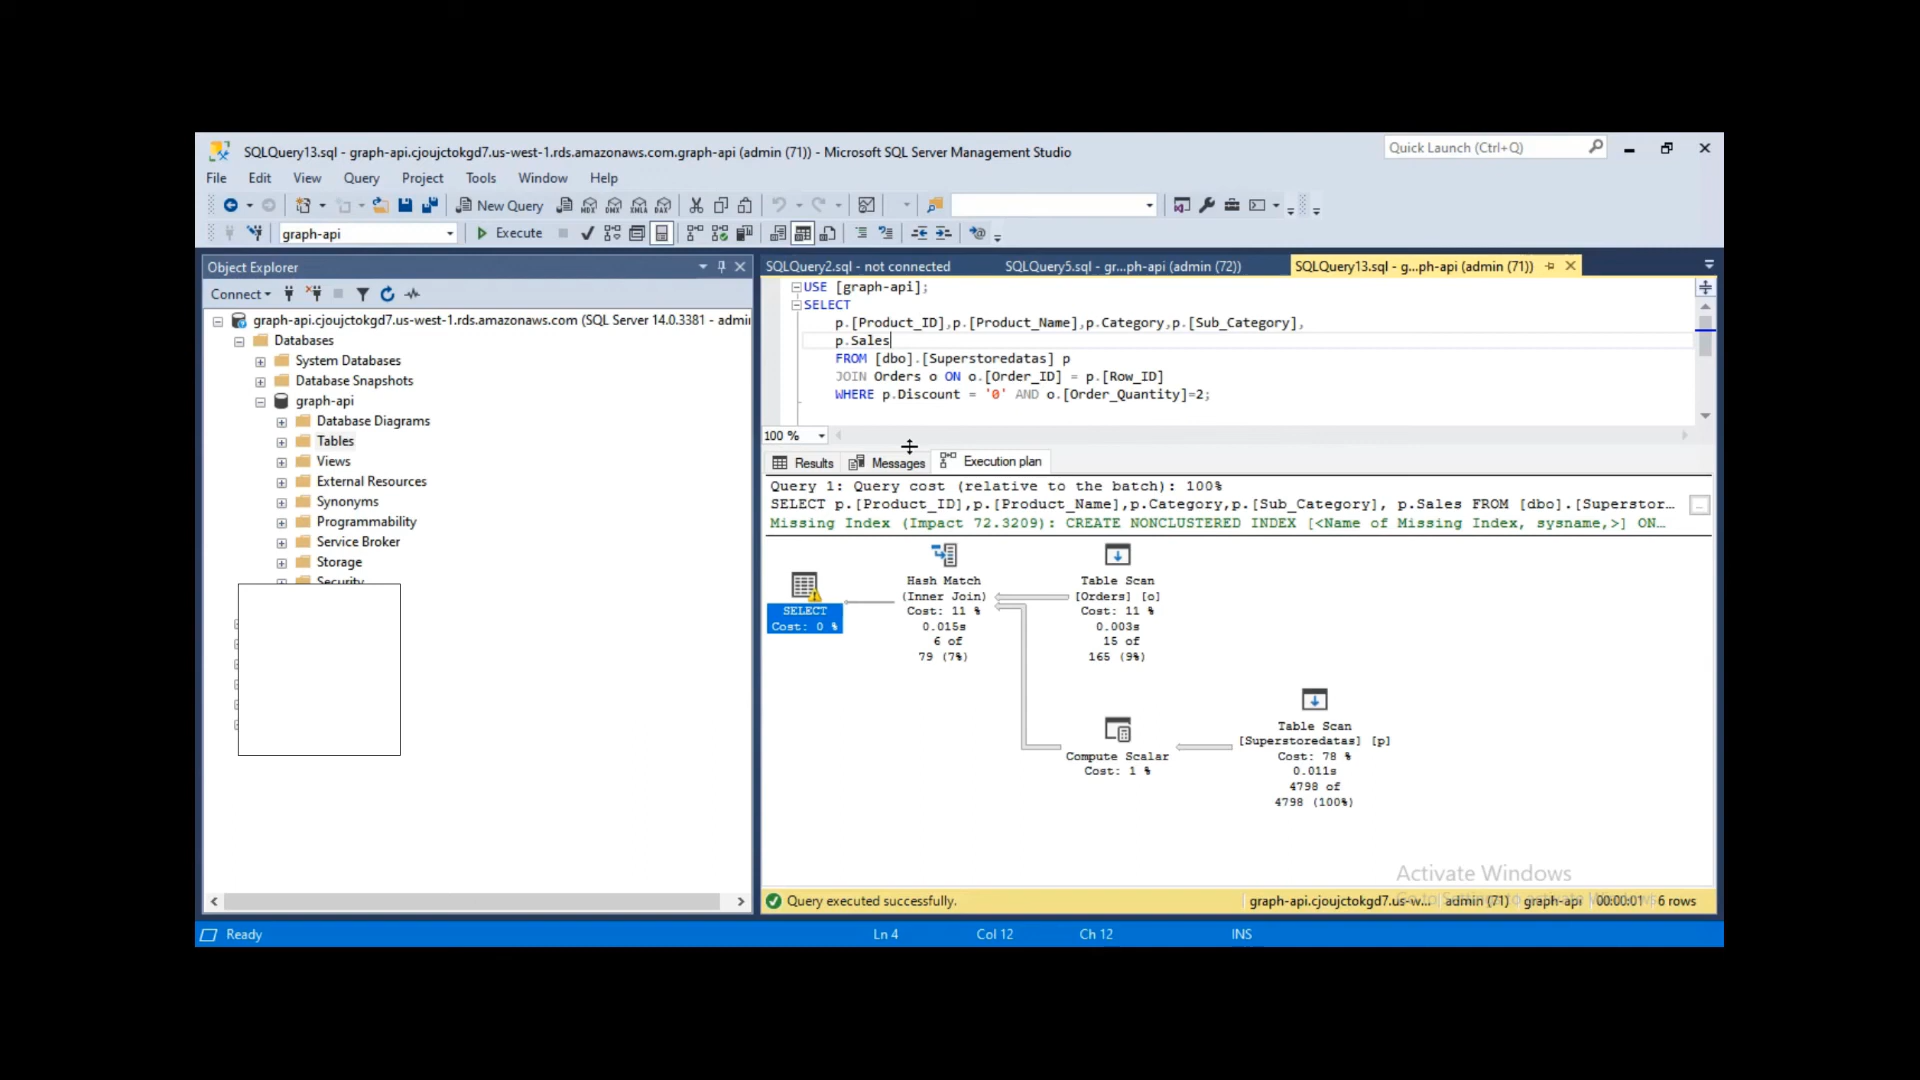 SQLQuery13.sql - graph-api.cjoujctokgd7.us-west-1.rds.amazonaws.com.graph-api (admin (71)) - Microsoft SQL Server Management Studio
Quick Launch (Ctrl+Q)
File Edit View Query Project Tools Window Help
New Query
graph-api
Execute
Object Explorer
Connect
graph-api.cjoujctokgd7.us-west-1.rds.amazonaws.com (SQL Server 14.0.3381 - admi
Databases
System Databases
Database Snapshots
graph-api
Database Diagrams
Tables
Views
External Resources
Synonyms
Programmability
Service Broker
Storage
Security
SQLQuery2.sql - not connected
SQLQuery5.sql - gr...ph-api (admin (72))
SQLQuery13.sql - g...ph-api (admin (71))
USE [graph-api];
SELECT
p.[Product_ID],p.[Product_Name],p.Category,p.[Sub_Category],
p.Sales
FROM [dbo].[Superstoredatas] p
JOIN Orders o ON o.[Order_ID] = p.[Row_ID]
WHERE p.Discount = '0' AND o.[Order_Quantity]=2;
100 %
Results Messages Execution plan
Query 1: Query cost (relative to the batch): 100%
SELECT p.[Product_ID],p.[Product_Name],p.Category,p.[Sub_Category], p.Sales FROM [dbo].[Superstor...
Missing Index (Impact 72.3209): CREATE NONCLUSTERED INDEX [<Name of Missing Index, sysname,>] ON...
SELECT
Cost: 0 %
Hash Match
(Inner Join)
Cost: 11 %
0.015s
6 of
79 (7%)
Table Scan
[Orders] [o]
Cost: 11 %
0.003s
15 of
165 (9%)
Compute Scalar
Cost: 1 %
Table Scan
[Superstoredatas] [p]
Cost: 78 %
0.011s
4798 of
4798 (100%)
Activate Windows
Query executed successfully.
graph-api.cjoujctokgd7.us-w... admin (71) graph-api 00:00:01 6 rows
Ready
Ln 4
Col 12
Ch 12
INS